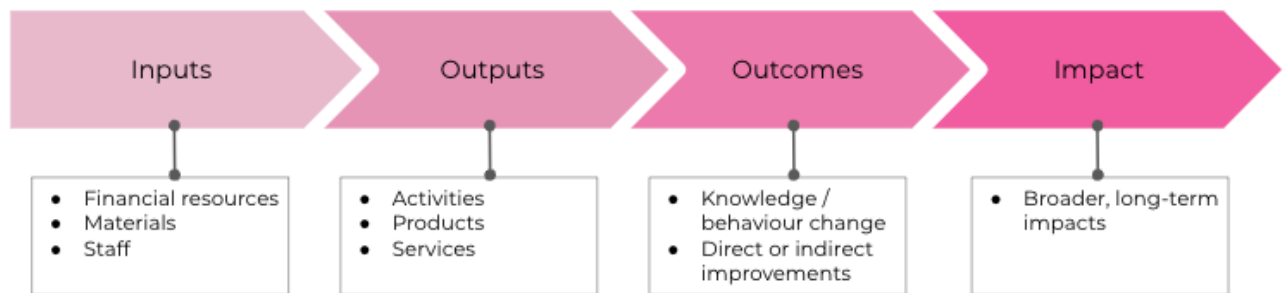 Inputs
Outputs
Outcomes
Impact
● Financial resources
● Materials
● Staff
● Activities
● Products
● Services
● Knowledge /
behaviour change
● Direct or indirect
improvements
● Broader, long-term
impacts